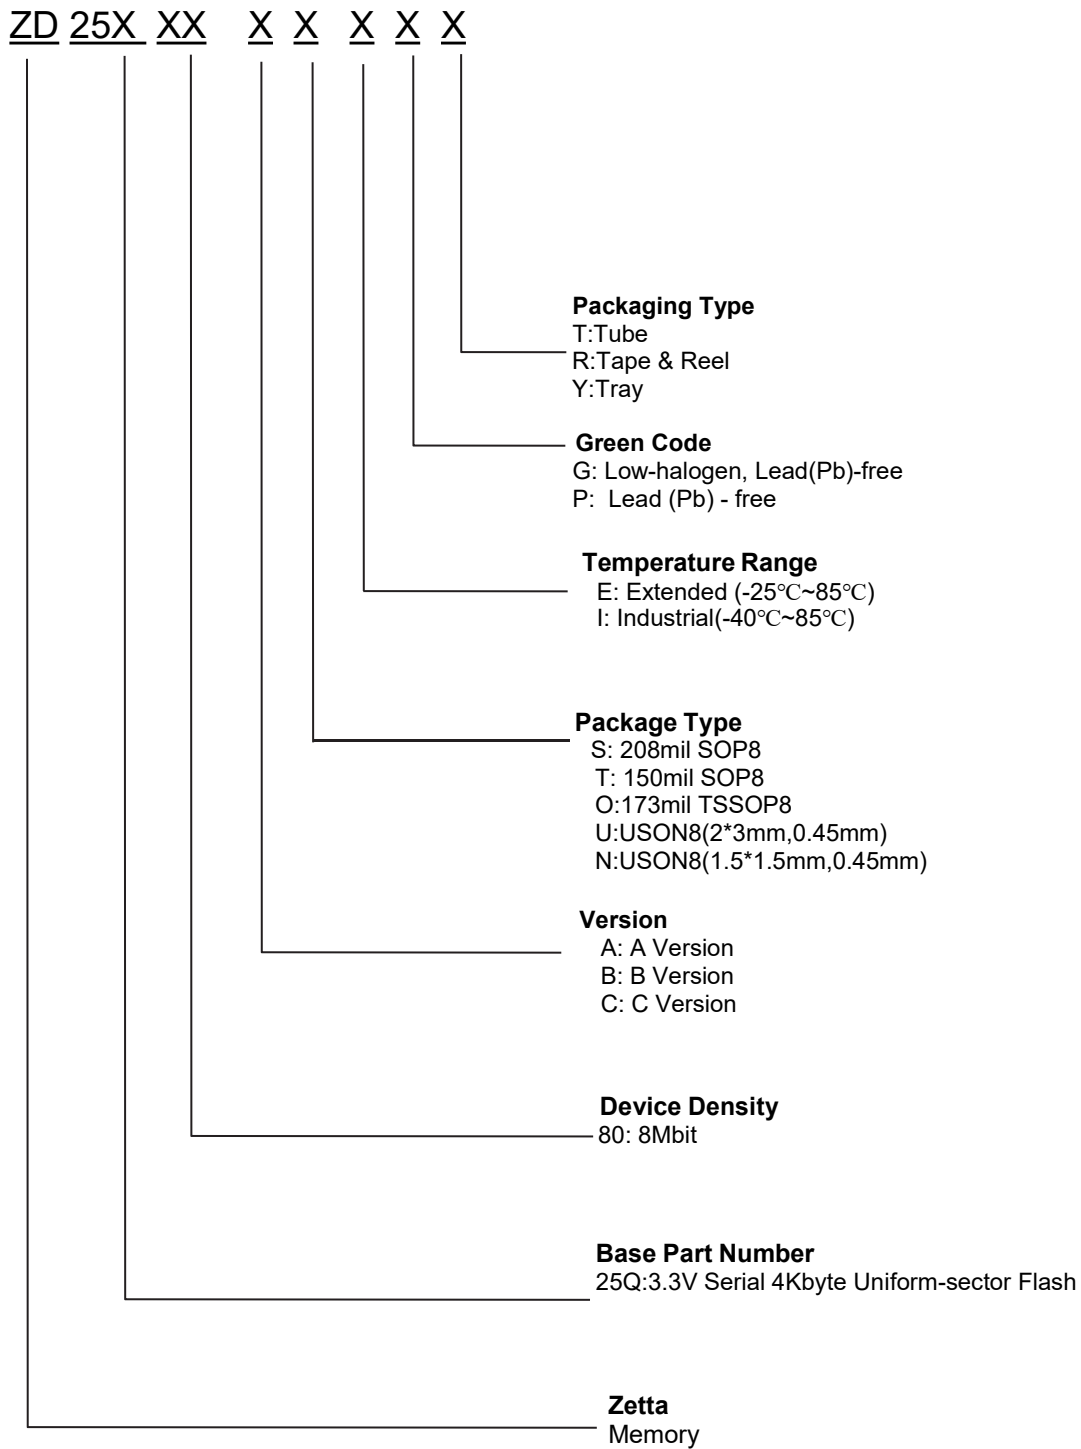 ZD 25X XX X X X X X
Packaging Type
T:Tube
R:Tape & Reel
Y:Tray
Green Code
G: Low-halogen, Lead(Pb)-free
P: Lead (Pb) - free
Temperature Range
E: Extended (-25℃~85℃)
I: Industrial(-40℃~85℃)
Package Type
S: 208mil SOP8
T: 150mil SOP8
O:173mil TSSOP8
U:USON8(2*3mm,0.45mm)
N:USON8(1.5*1.5mm,0.45mm)
Version
A: A Version
B: B Version
C: C Version
Device Density
80: 8Mbit
Base Part Number
25Q:3.3V Serial 4Kbyte Uniform-sector Flash
Zetta
Memory